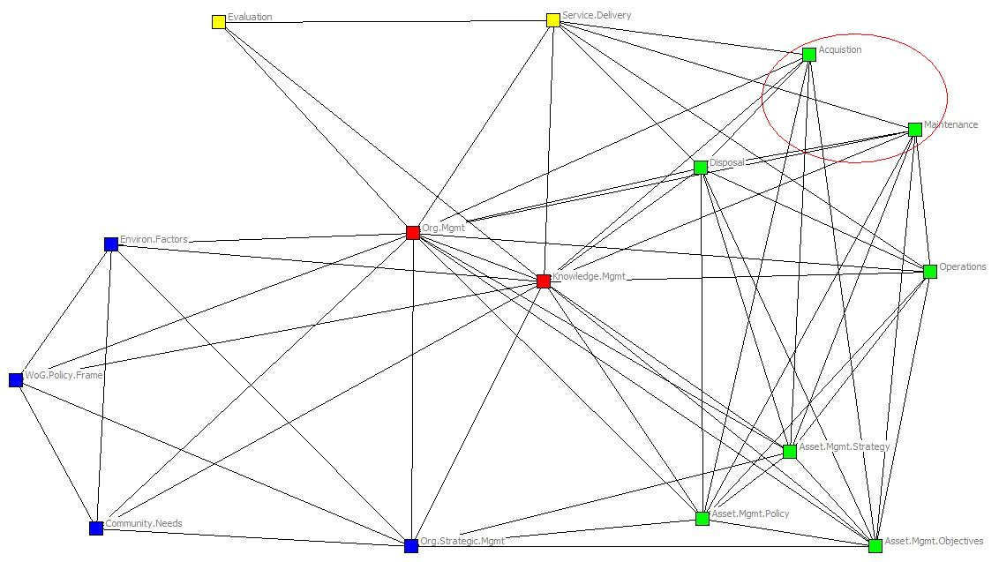 Evaluation
Service.Delivery
Acquistion
Maintenance
Disposal
Org.Mgmt
Environ.Factors
Operations
Knowledge.Mgmt
WoG.Policy.Frame
Asset.Mgmt.Strategy
Asset.Mgmt.Policy
Community.Needs
Org.Strategic.Mgmt
Asset.Mgmt.Objectives